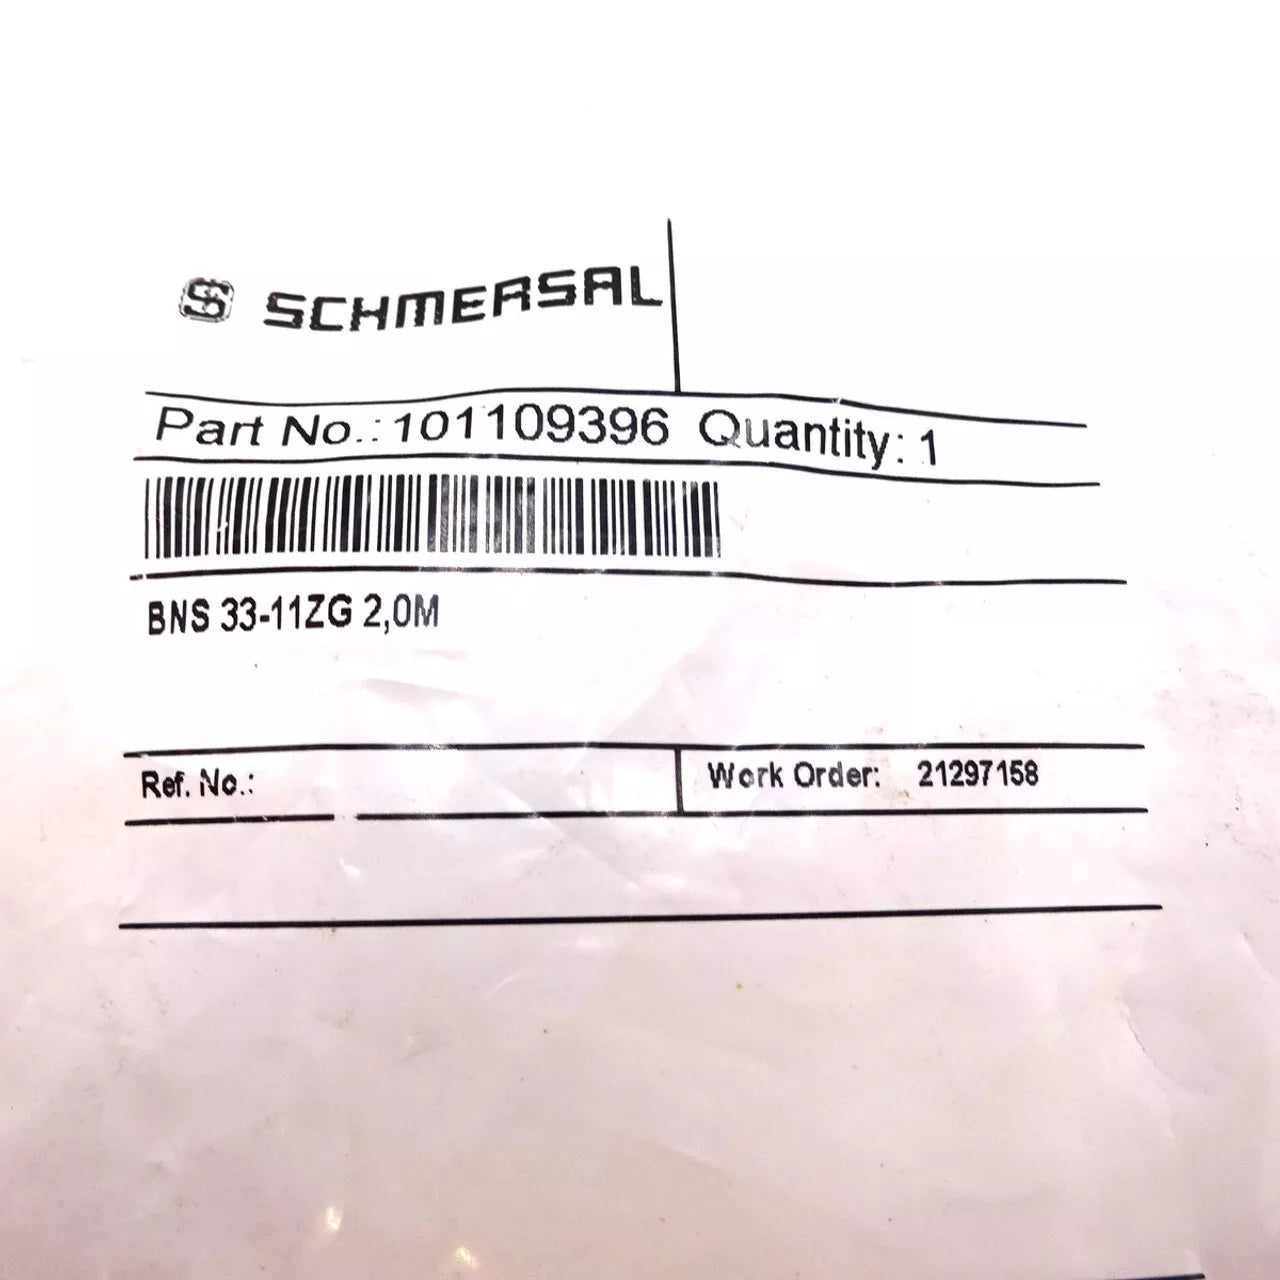 SCHMERSAL
Part No.:101109396 Quantity: 1
BNS 33-11ZG 2,0M
Ref. No.:
Work Order: 21297158